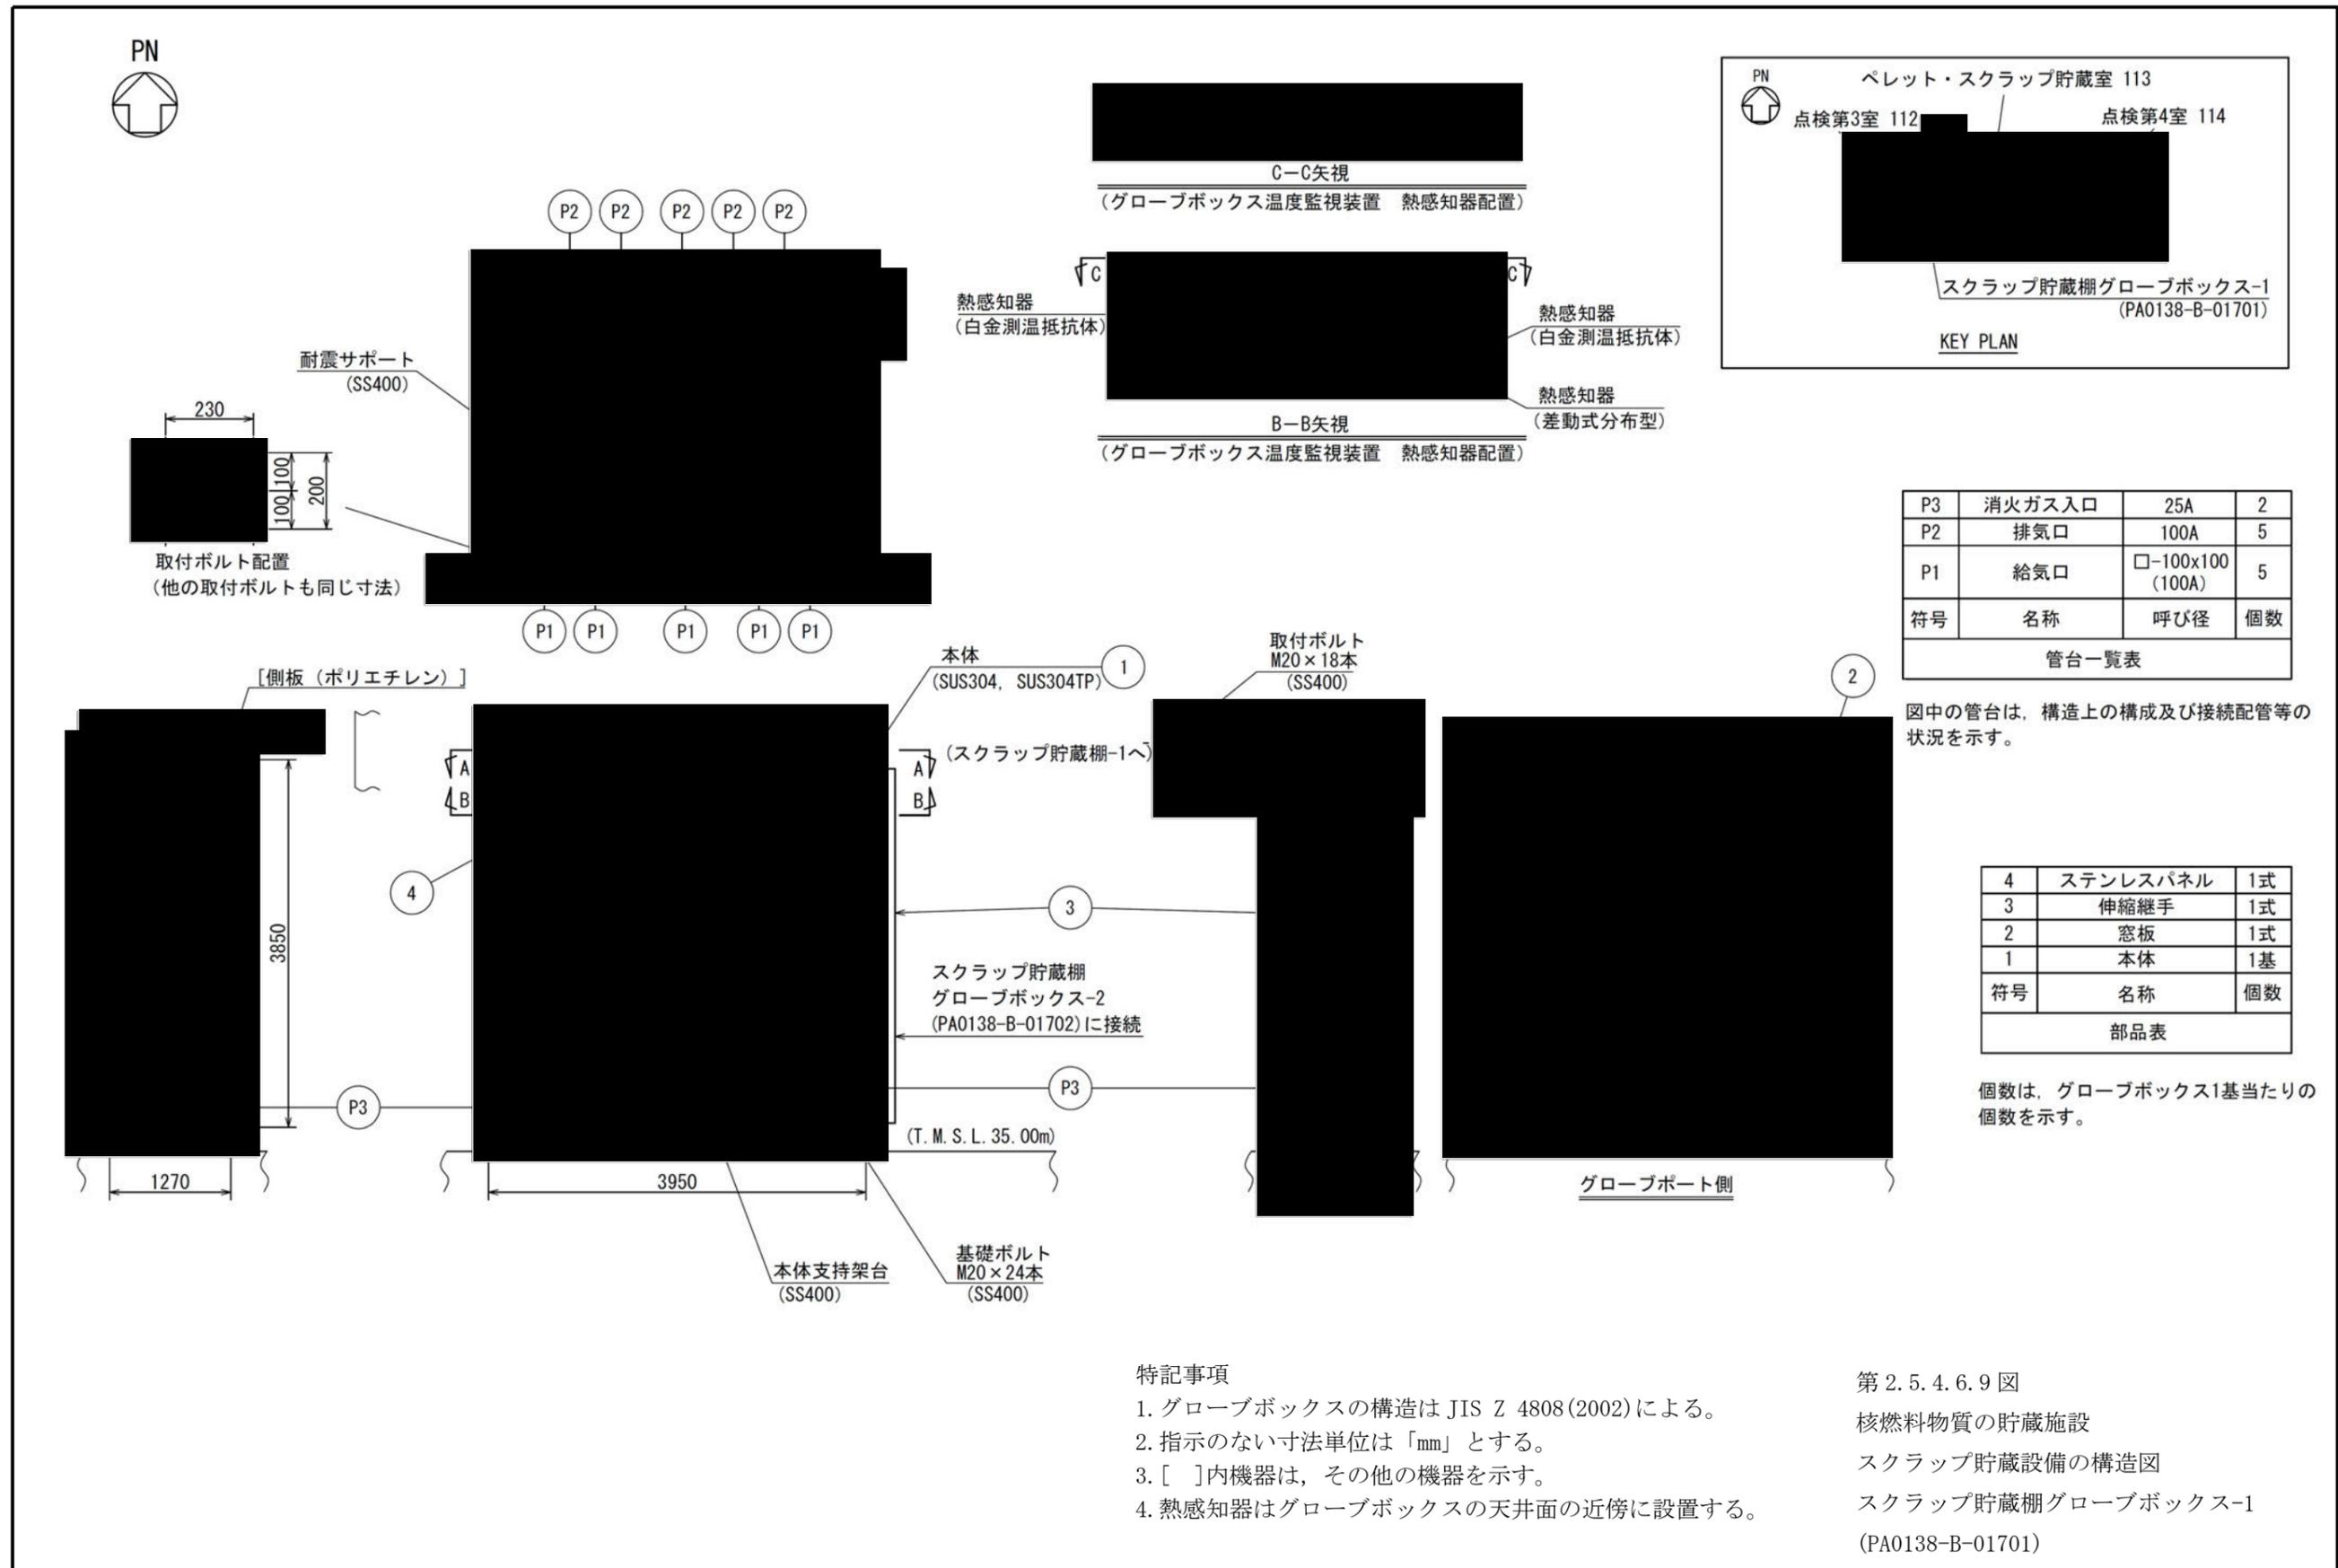 PN
P2 P2 P2 P2 P2
耐震サポート
(SS400)
230
100
100
200
取付ボルト配置
(他の取付ボルトも同じ寸法)
P1 P1 P1 P1 P1
C−C矢視
(グローブボックス温度監視装置　熱感知器配置)
C C
熱感知器
(白金測温抵抗体)
熱感知器
(白金測温抵抗体)
熱感知器
(差動式分布型)
B−B矢視
(グローブボックス温度監視装置　熱感知器配置)
PN
ペレット・スクラップ貯蔵室 113
点検第3室 112
点検第4室 114
スクラップ貯蔵棚グローブボックス-1
(PA0138-B-01701)
KEY PLAN
P3 消火ガス入口 25A 2
P2 排気口 100A 5
P1 給気口 □-100x100 5
(100A)
符号 名称 呼び径 個数
管台一覧表
図中の管台は，構造上の構成及び接続配管等の
状況を示す。
[側板（ポリエチレン）]
3850
1270
P3
本体
(SUS304, SUS304TP)
1
A A
B B
(スクラップ貯蔵棚-1へ)
4
3
スクラップ貯蔵棚
グローブボックス-2
(PA0138-B-01702)に接続
P3
(T.M.S.L.35.00m)
3950
本体支持架台
(SS400)
基礎ボルト
M20×24本
(SS400)
取付ボルト
M20×18本
(SS400)
2
グローブポート側
4 ステンレスパネル 1式
3 伸縮継手 1式
2 窓板 1式
1 本体 1基
符号 名称 個数
部品表
個数は，グローブボックス1基当たりの
個数を示す。
特記事項
1.グローブボックスの構造は JIS Z 4808(2002)による。
2.指示のない寸法単位は「mm」とする。
3.[　]内機器は，その他の機器を示す。
4.熱感知器はグローブボックスの天井面の近傍に設置する。
第 2.5.4.6.9 図
核燃料物質の貯蔵施設
スクラップ貯蔵設備の構造図
スクラップ貯蔵棚グローブボックス-1
(PA0138-B-01701)